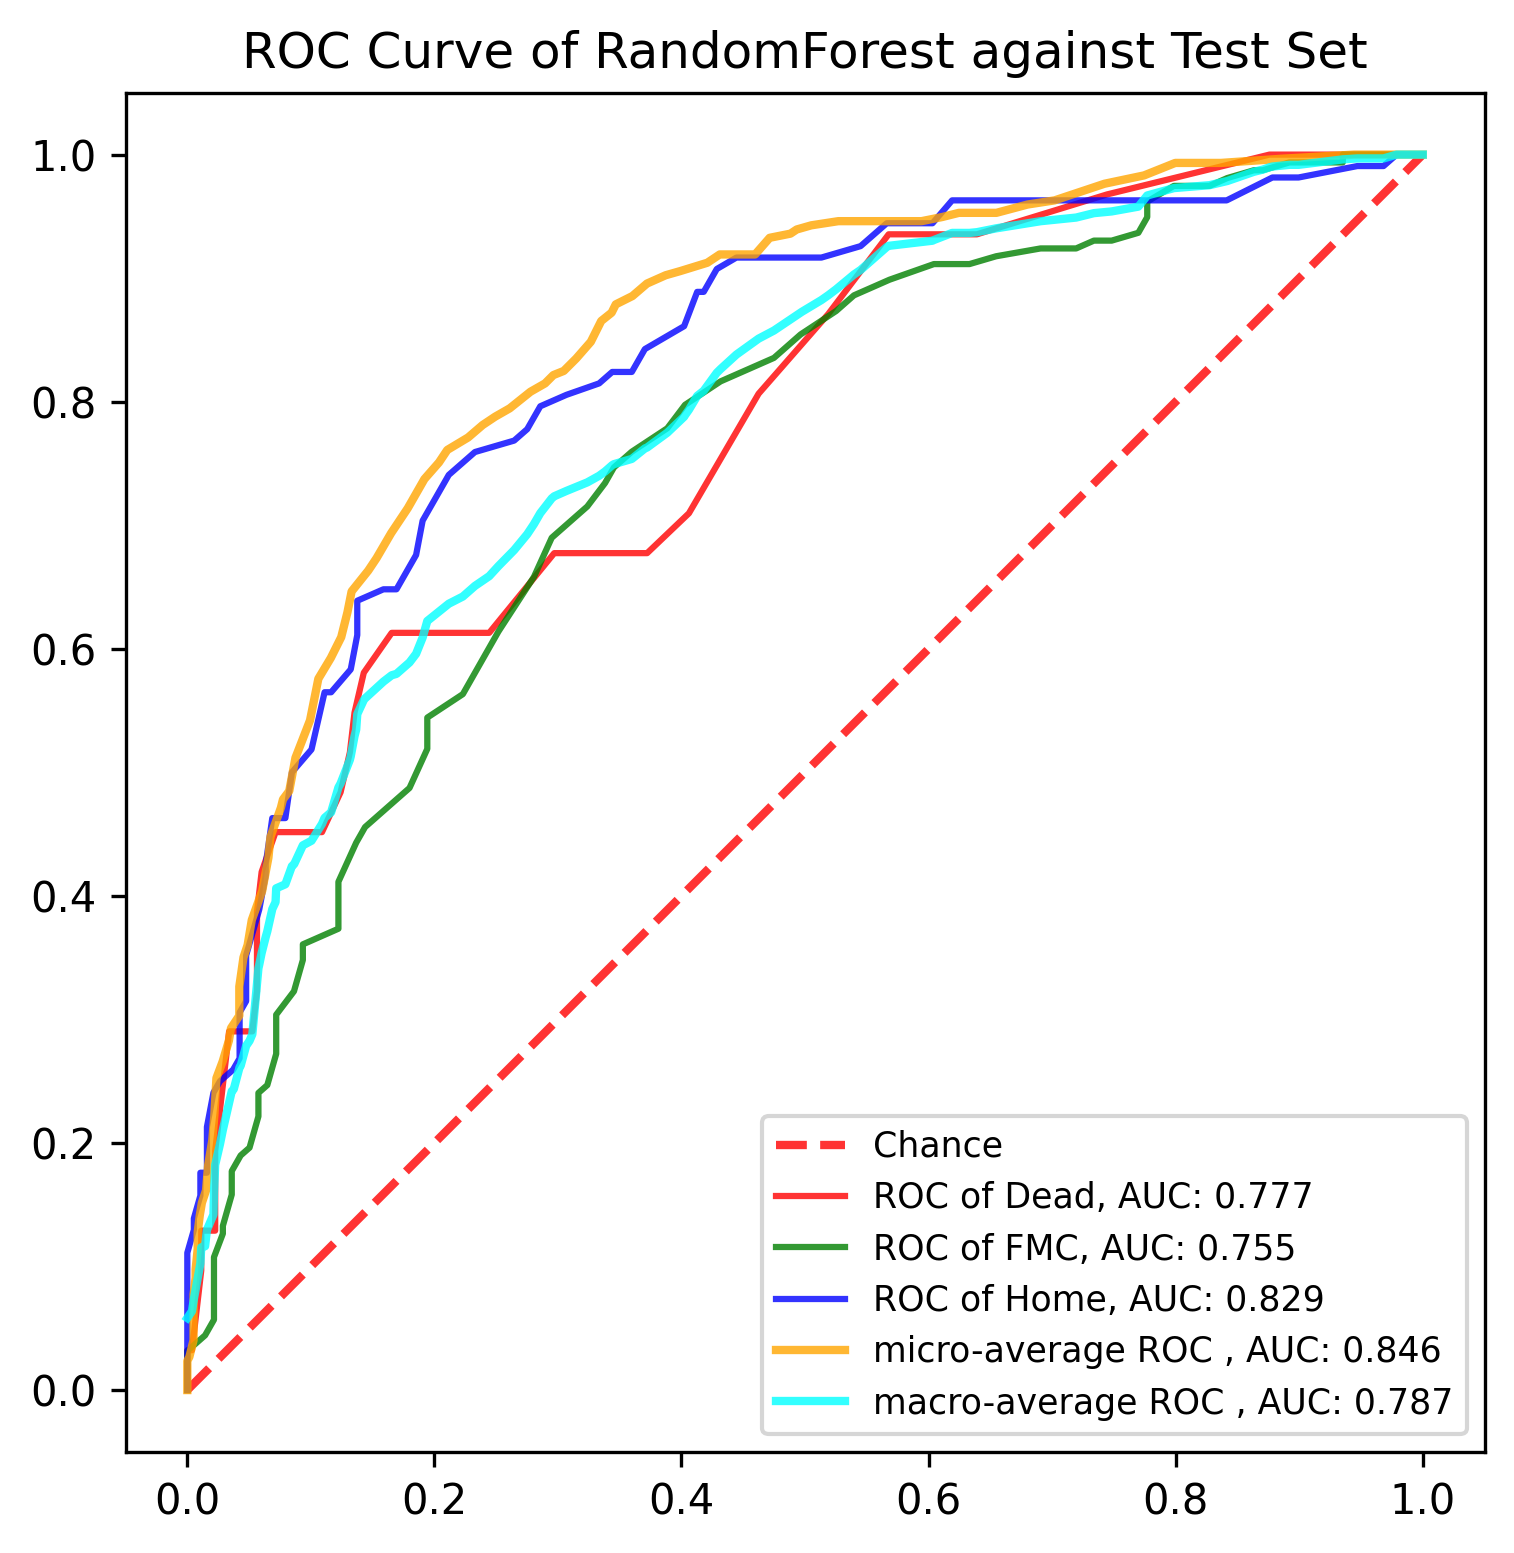 ROC Curve of RandomForest against Test Set
1.0
0.8
0.6
0.4
0.2
0.0
Chance
ROC of Dead, AUC: 0.777
ROC of FMC, AUC: 0.755
ROC of Home, AUC: 0.829
micro-average ROC , AUC: 0.846
macro-average ROC , AUC: 0.787
0.0 0.2 0.4 0.6 0.8 1.0